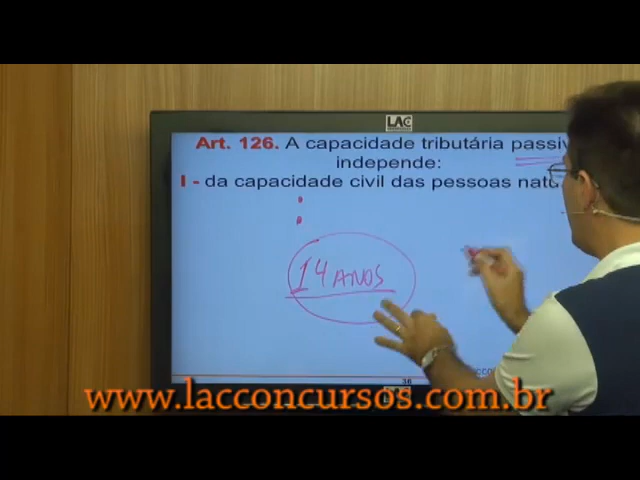 LAC
Art. 126. A capacidade tributária passiv
independe:
I - da capacidade civil das pessoas natu
14 ANOS
36
www.lacconcursos.com.br